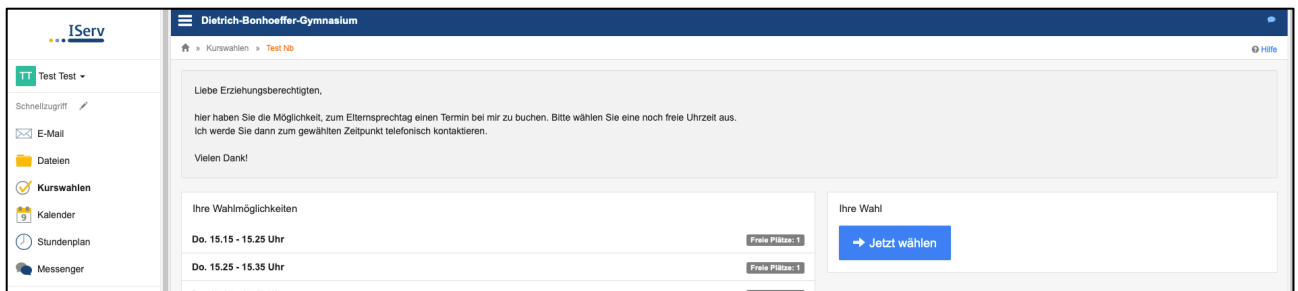 IServ
Dietrich-Bonhoeffer-Gymnasium
» Kurswahlen » Test Nb
Hilfe
TT Test Test
Schnellzugriff
E-Mail
Dateien
Kurswahlen
9 Kalender
Stundenplan
Messenger
Liebe Erziehungsberechtigten,
hier haben Sie die Möglichkeit, zum Elternsprechtag einen Termin bei mir zu buchen. Bitte wählen Sie eine noch freie Uhrzeit aus.
Ich werde Sie dann zum gewählten Zeitpunkt telefonisch kontaktieren.
Vielen Dank!
Ihre Wahlmöglichkeiten
Do. 15.15 - 15.25 Uhr Freie Plätze: 1
Do. 15.25 - 15.35 Uhr Freie Plätze: 1
Ihre Wahl
Jetzt wählen